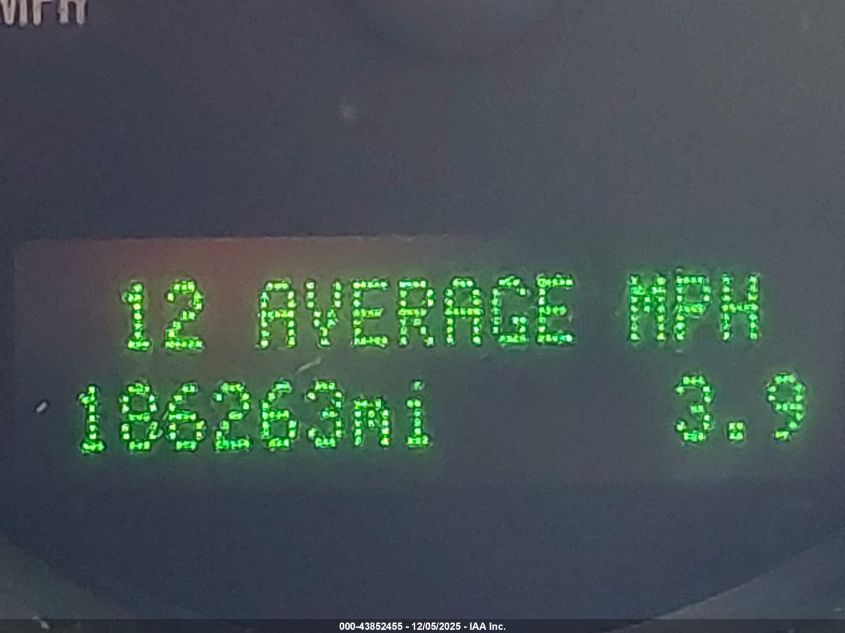 MPH
12 AVERAGE MPH
186263mi 3.9
000-43852455 - 12/05/2025 - IAA Inc.